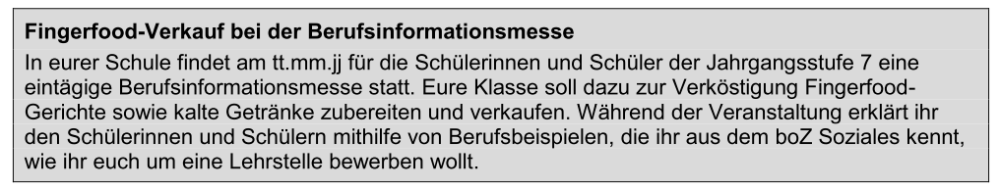 Fingerfood-Verkauf bei der Berufsinformationsmesse
In eurer Schule findet am tt.mm.jj für die Schülerinnen und Schüler der Jahrgangsstufe 7 eine
eintägige Berufsinformationsmesse statt. Eure Klasse soll dazu zur Verköstigung Fingerfood-
Gerichte sowie kalte Getränke zubereiten und verkaufen. Während der Veranstaltung erklärt ihr
den Schülerinnen und Schülern mithilfe von Berufsbeispielen, die ihr aus dem boZ Soziales kennt,
wie ihr euch um eine Lehrstelle bewerben wollt.